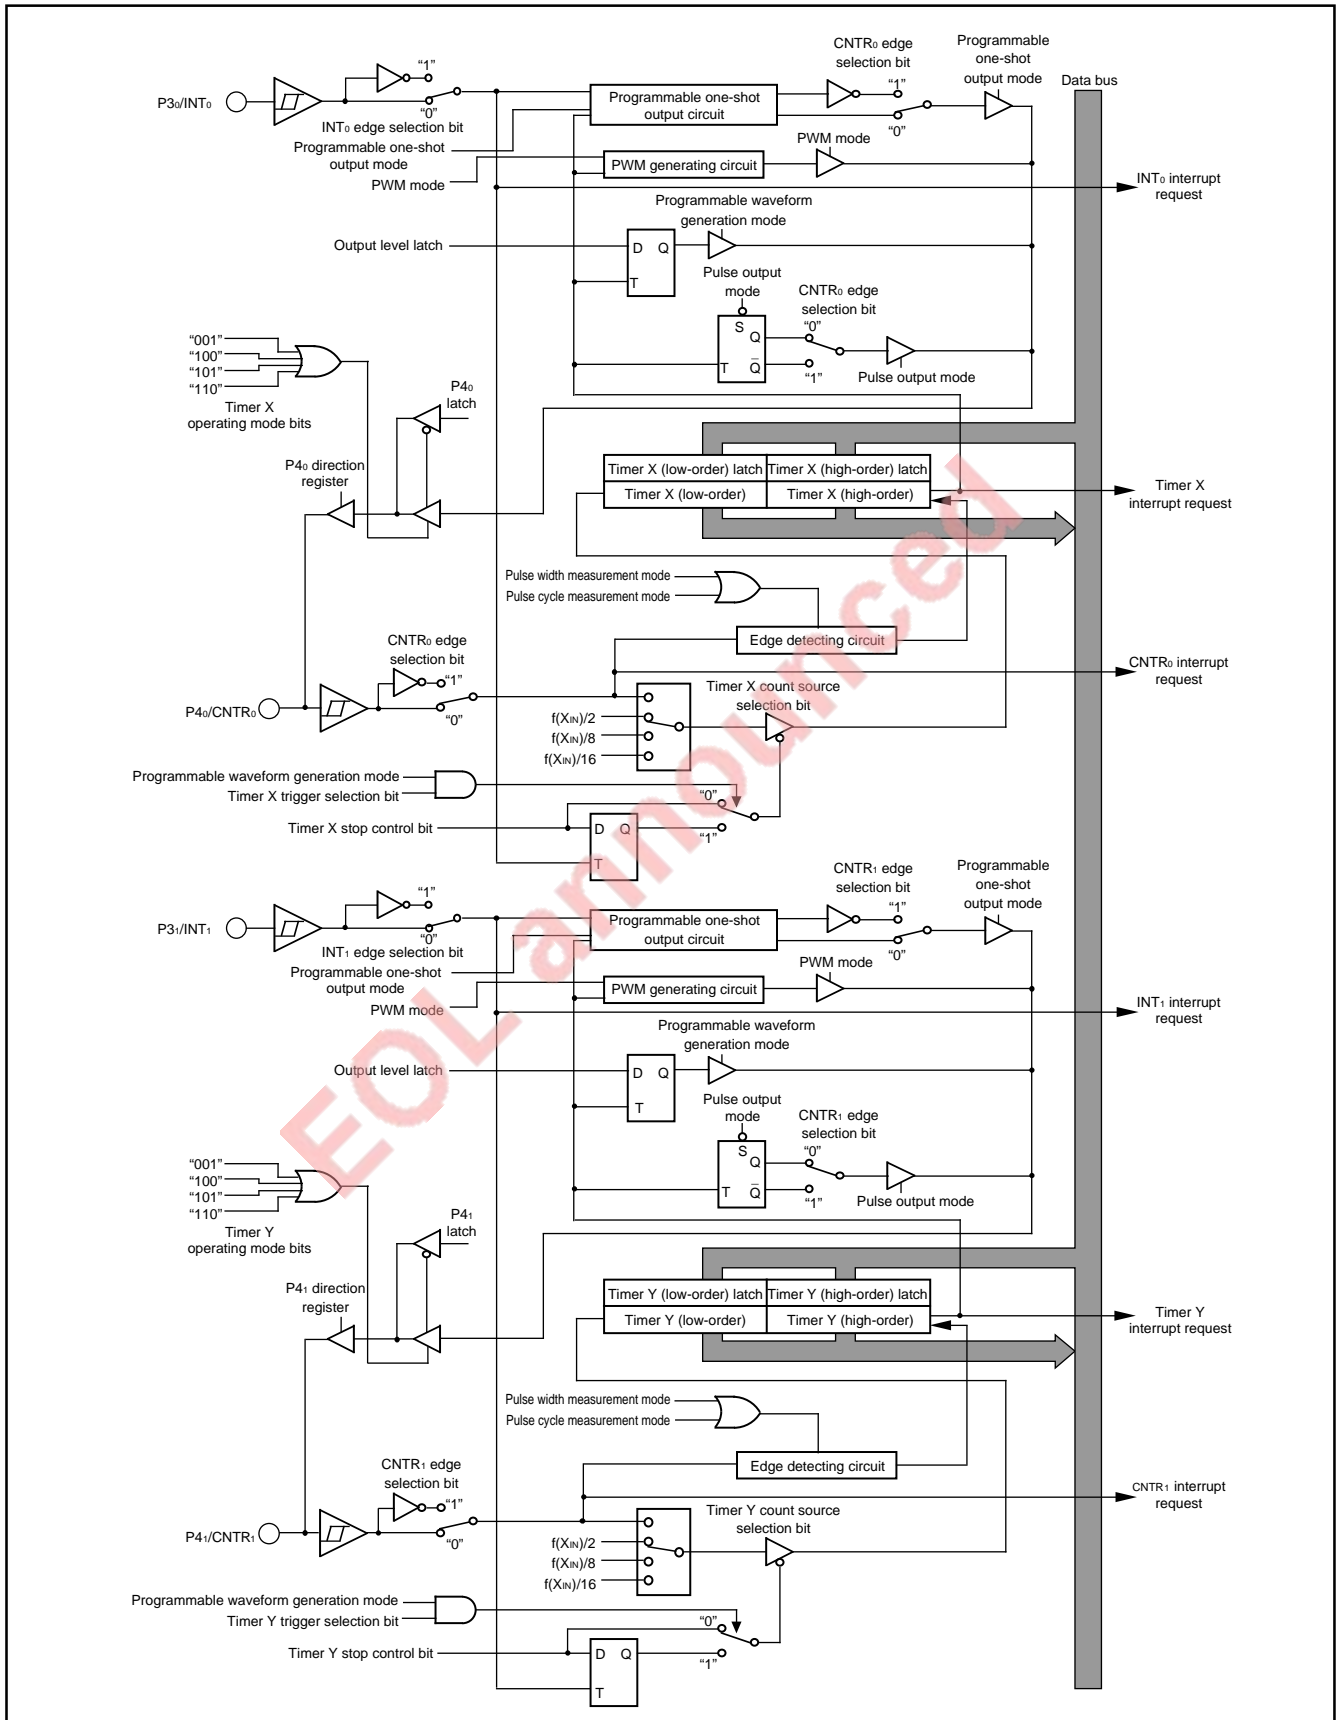 CNTR₀ edge
selection bit
Programmable
one-shot
output mode
Data bus
P3₀/INT₀
“1”
“0”
INT₀ edge selection bit
Programmable one-shot
output circuit
“1”
“0”
Programmable one-shot
output mode
PWM mode
PWM generating circuit
PWM mode
INT₀ interrupt
request
Programmable waveform
generation mode
Output level latch
D Q
T
Pulse output
mode
CNTR₀ edge
selection bit
S
Q
T Q̅
“0”
“1”
Pulse output mode
“001”
“100”
“101”
“110”
Timer X
operating mode bits
P4₀
latch
P4₀ direction
register
Timer X (low-order) latch
Timer X (high-order) latch
Timer X (low-order)
Timer X (high-order)
Timer X
interrupt request
Pulse width measurement mode
Pulse cycle measurement mode
Edge detecting circuit
CNTR₀ edge
selection bit
“1”
“0”
P4₀/CNTR₀
CNTR₀ interrupt
request
Timer X count source
selection bit
f(XIN)/2
f(XIN)/8
f(XIN)/16
Programmable waveform generation mode
Timer X trigger selection bit
“0”
“1”
Timer X stop control bit
D Q
T
CNTR₁ edge
selection bit
Programmable
one-shot
output mode
P3₁/INT₁
“1”
“0”
INT₁ edge selection bit
Programmable one-shot
output circuit
“1”
“0”
Programmable one-shot
output mode
PWM mode
PWM generating circuit
PWM mode
INT₁ interrupt
request
Programmable waveform
generation mode
Output level latch
D Q
T
Pulse output
mode
CNTR₁ edge
selection bit
S
Q
T Q̅
“0”
“1”
Pulse output mode
“001”
“100”
“101”
“110”
Timer Y
operating mode bits
P4₁
latch
P4₁ direction
register
Timer Y (low-order) latch
Timer Y (high-order) latch
Timer Y (low-order)
Timer Y (high-order)
Timer Y
interrupt request
Pulse width measurement mode
Pulse cycle measurement mode
Edge detecting circuit
CNTR₁ edge
selection bit
“1”
“0”
P4₁/CNTR₁
CNTR₁ interrupt
request
Timer Y count source
selection bit
f(XIN)/2
f(XIN)/8
f(XIN)/16
Programmable waveform generation mode
Timer Y trigger selection bit
“0”
“1”
Timer Y stop control bit
D Q
T
EOL announced